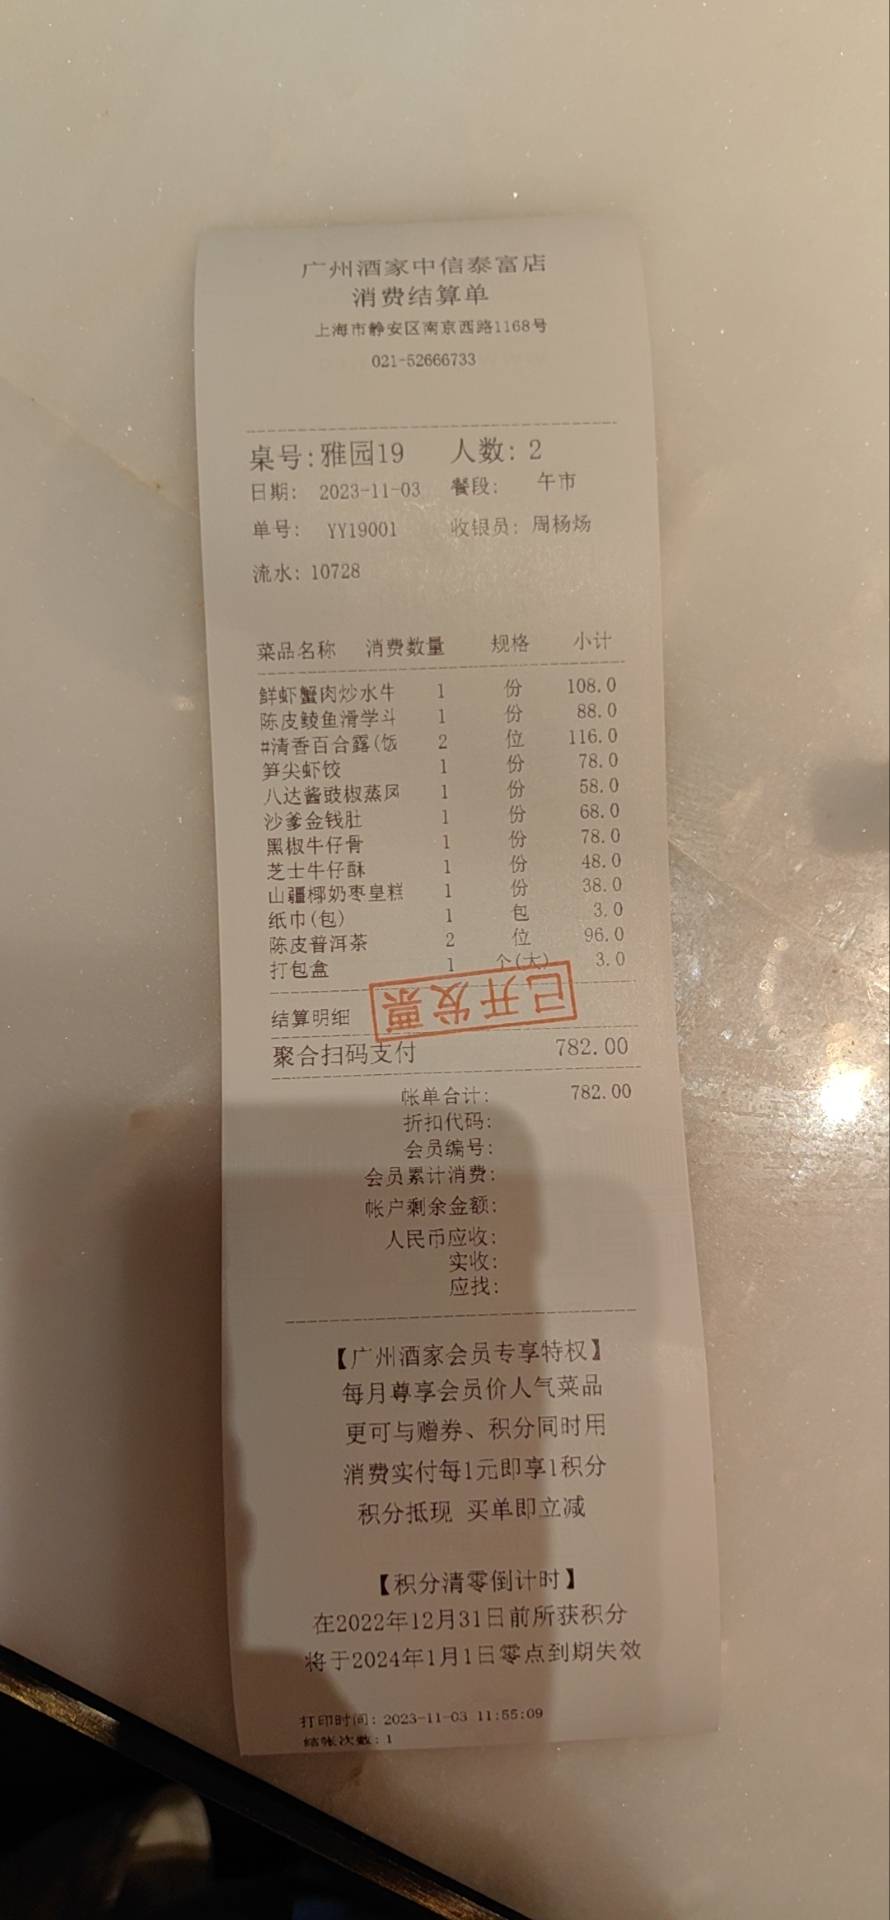 广州酒家中信泰富店
消费结算单
上海市静安区南京西路1168号
021-52666733
桌号:雅园19 人数: 2
日期: 2023-11-03 餐段: 午市
单号: YY19001 收银员: 周杨炀
流水: 10728
菜品名称 消费数量 规格 小计
鲜虾蟹肉炒水牛 1 份 108.0
陈皮鲮鱼滑学斗 1 份 88.0
#清香百合露(饭 2 位 116.0
笋尖虾饺 1 份 78.0
八达酱豉椒蒸凤 1 份 58.0
沙爹金钱肚 1 份 68.0
黑椒牛仔骨 1 份 78.0
芝士牛仔酥 1 份 48.0
山疆椰奶枣皇糕 1 份 38.0
纸巾(包) 1 包 3.0
陈皮普洱茶 2 位 96.0
打包盒 1 个(大) 3.0
已开发票
结算明细
聚合扫码支付 782.00
帐单合计: 782.00
折扣代码:
会员编号:
会员累计消费:
帐户剩余金额:
人民币应收:
实收:
应找:
【广州酒家会员专享特权】
每月尊享会员价人气菜品
更可与赠券、积分同时用
消费实付每1元即享1积分
积分抵现 买单即立减
【积分清零倒计时】
在2022年12月31日前所获积分
将于2024年1月1日零点到期失效
打印时间: 2023-11-03 11:55:09
结账次数: 1